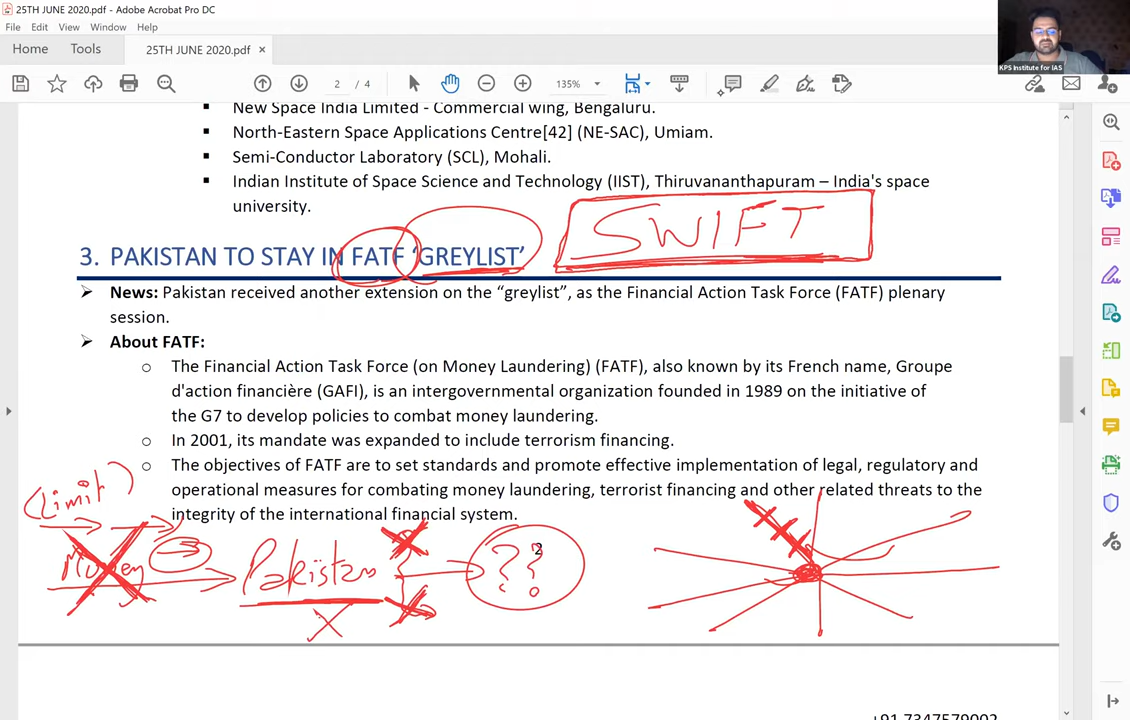 25TH JUNE 2020.pdf - Adobe Acrobat Pro DC
File Edit View Window Help
Home Tools 25TH JUNE 2020.pdf ×
2 / 4 135%
KPS Institute for IAS
New Space India Limited - Commercial wing, Bengaluru.
North-Eastern Space Applications Centre[42] (NE-SAC), Umiam.
Semi-Conductor Laboratory (SCL), Mohali.
Indian Institute of Space Science and Technology (IIST), Thiruvananthapuram – India's space
university.
SWIFT
3. PAKISTAN TO STAY IN FATF 'GREYLIST'
News: Pakistan received another extension on the “greylist”, as the Financial Action Task Force (FATF) plenary
session.
About FATF:
The Financial Action Task Force (on Money Laundering) (FATF), also known by its French name, Groupe
d'action financière (GAFI), is an intergovernmental organization founded in 1989 on the initiative of
the G7 to develop policies to combat money laundering.
In 2001, its mandate was expanded to include terrorism financing.
The objectives of FATF are to set standards and promote effective implementation of legal, regulatory and
operational measures for combating money laundering, terrorist financing and other related threats to the
integrity of the international financial system.
(Limit)
Money Pakistan ??
2
+91 7347579002